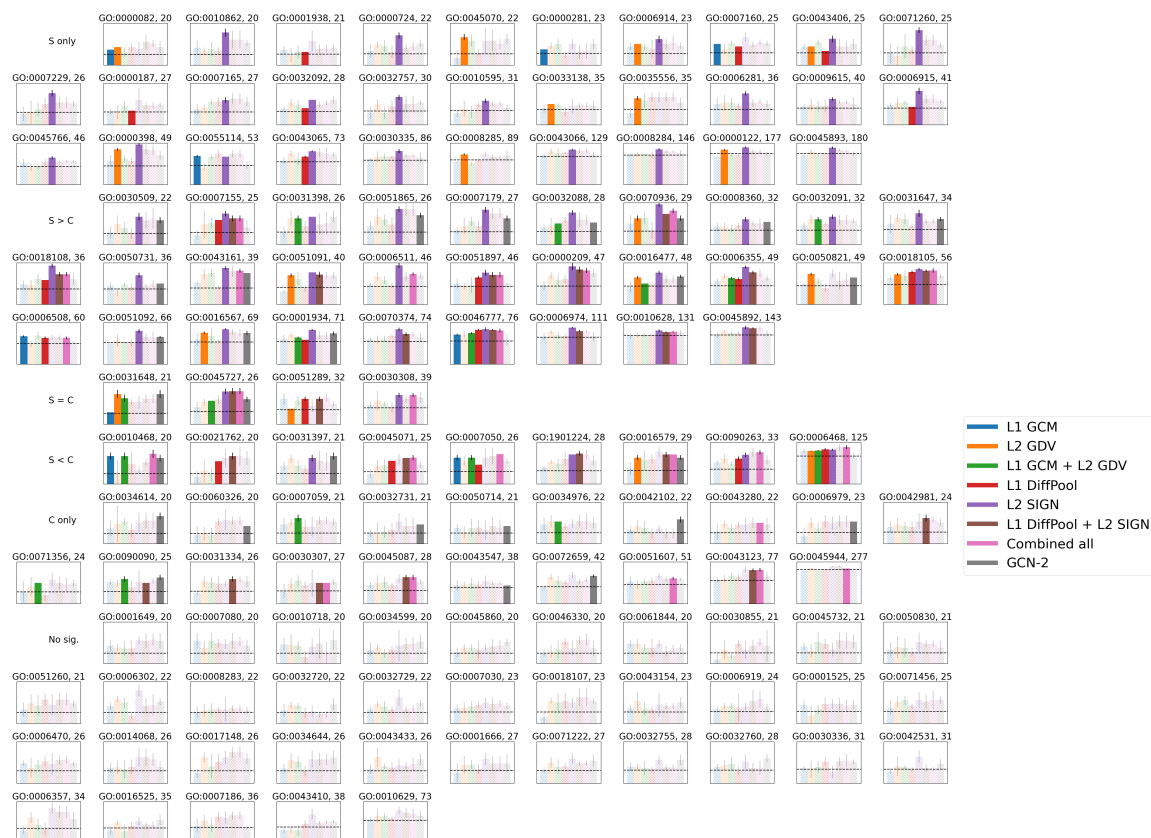 GO:0000082, 20 GO:0010862, 20 GO:0001938, 21 GO:0000724, 22 GO:0045070, 22 GO:0000281, 23 GO:0006914, 23 GO:0007160, 25 GO:0043406, 25 GO:0071260, 25
S only
GO:0007229, 26 GO:0000187, 27 GO:0007165, 27 GO:0032092, 28 GO:0032757, 30 GO:0010595, 31 GO:0033138, 35 GO:0035556, 35 GO:0006281, 36 GO:0009615, 40 GO:0006915, 41
GO:0045766, 46 GO:0000398, 49 GO:0055114, 53 GO:0043065, 73 GO:0030335, 86 GO:0008285, 89 GO:0043066, 129 GO:0008284, 146 GO:0000122, 177 GO:0045893, 180
GO:0030509, 22 GO:0007155, 25 GO:0031398, 26 GO:0051865, 26 GO:0007179, 27 GO:0032088, 28 GO:0070936, 29 GO:0008360, 32 GO:0032091, 32 GO:0031647, 34
S > C
GO:0018108, 36 GO:0050731, 36 GO:0043161, 39 GO:0051091, 40 GO:0006511, 46 GO:0051897, 46 GO:0000209, 47 GO:0016477, 48 GO:0006355, 49 GO:0050821, 49 GO:0018105, 56
GO:0006508, 60 GO:0051092, 66 GO:0016567, 69 GO:0001934, 71 GO:0070374, 74 GO:0046777, 76 GO:0006974, 111 GO:0010628, 131 GO:0045892, 143
GO:0031648, 21 GO:0045727, 26 GO:0051289, 32 GO:0030308, 39
S = C
GO:0010468, 20 GO:0021762, 20 GO:0031397, 21 GO:0045071, 25 GO:0007050, 26 GO:1901224, 28 GO:0016579, 29 GO:0090263, 33 GO:0006468, 125
S < C
GO:0034614, 20 GO:0060326, 20 GO:0007059, 21 GO:0032731, 21 GO:0050714, 21 GO:0034976, 22 GO:0042102, 22 GO:0043280, 22 GO:0006979, 23 GO:0042981, 24
C only
GO:0071356, 24 GO:0090090, 25 GO:0031334, 26 GO:0030307, 27 GO:0045087, 28 GO:0043547, 38 GO:0072659, 42 GO:0051607, 51 GO:0043123, 77 GO:0045944, 277
GO:0001649, 20 GO:0007080, 20 GO:0010718, 20 GO:0034599, 20 GO:0045860, 20 GO:0046330, 20 GO:0061844, 20 GO:0030855, 21 GO:0045732, 21 GO:0050830, 21
No sig.
GO:0051260, 21 GO:0006302, 22 GO:0008283, 22 GO:0032720, 22 GO:0032729, 22 GO:0007030, 23 GO:0018107, 23 GO:0043154, 23 GO:0006919, 24 GO:0001525, 25 GO:0071456, 25
GO:0006470, 26 GO:0014068, 26 GO:0017148, 26 GO:0034644, 26 GO:0043433, 26 GO:0001666, 27 GO:0071222, 27 GO:0032755, 28 GO:0032760, 28 GO:0030336, 31 GO:0042531, 31
GO:0006357, 34 GO:0016525, 35 GO:0007186, 36 GO:0043410, 38 GO:0010629, 73
L1 GCM
L2 GDV
L1 GCM + L2 GDV
L1 DiffPool
L2 SIGN
L1 DiffPool + L2 SIGN
Combined all
GCN-2